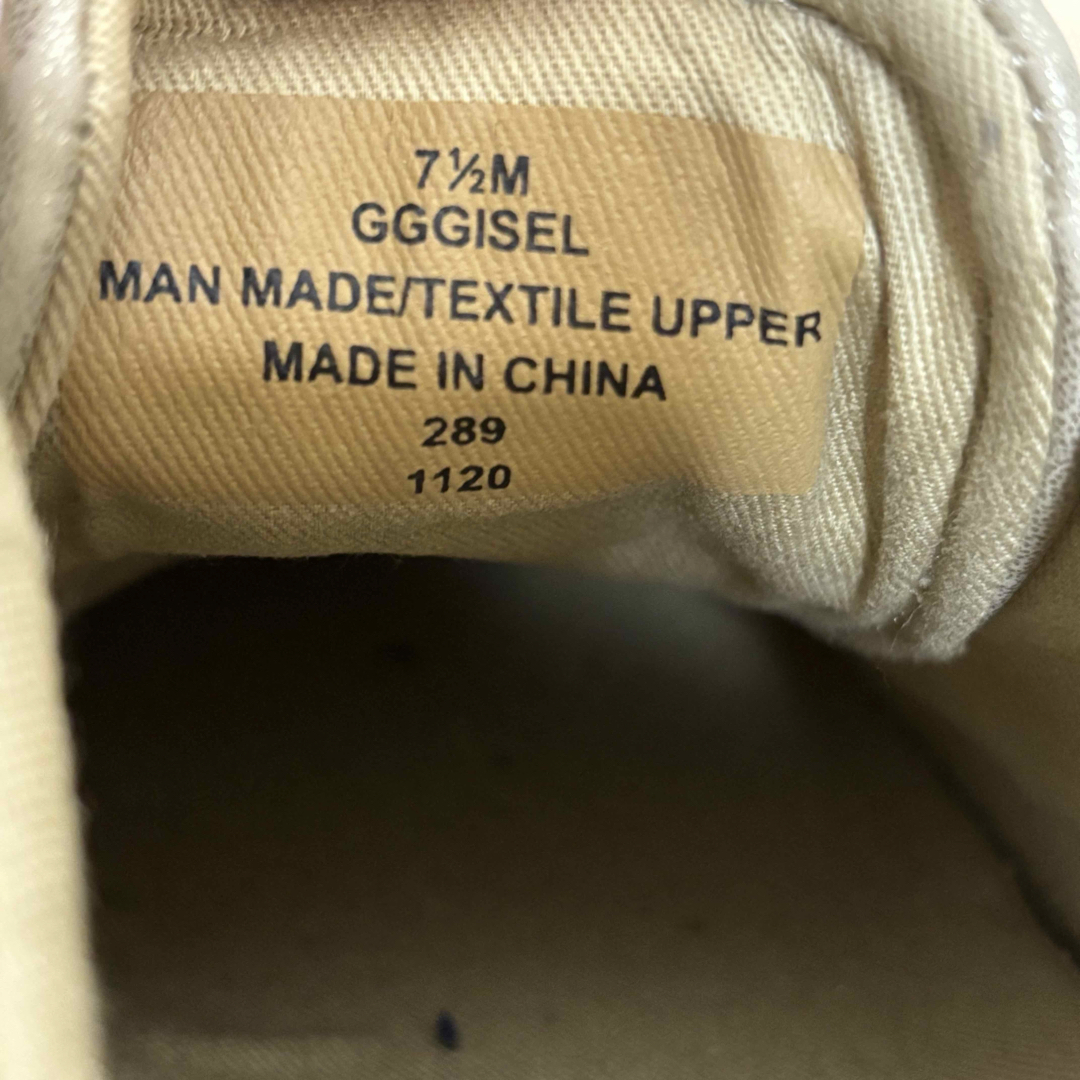 7½M
GGGISEL
MAN MADE/TEXTILE UPPER
MADE IN CHINA
289
1120